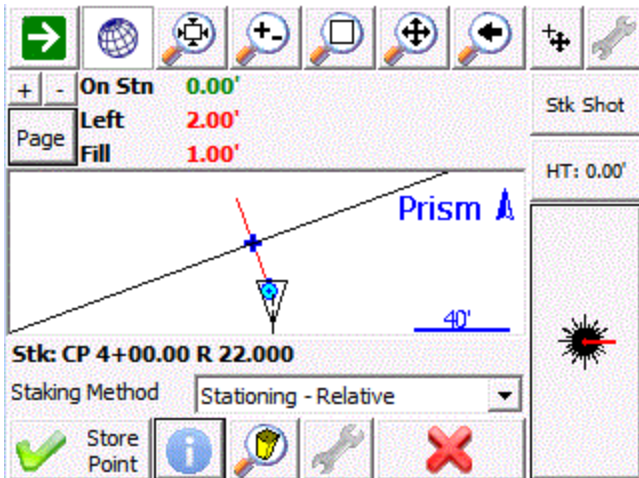 + -
On Stn 0.00'
Left 2.00'
Page
Fill 1.00'
Stk Shot
HT: 0.00'
Prism
40'
Stk: CP 4+00.00 R 22.000
Staking Method Stationing - Relative
Store
Point